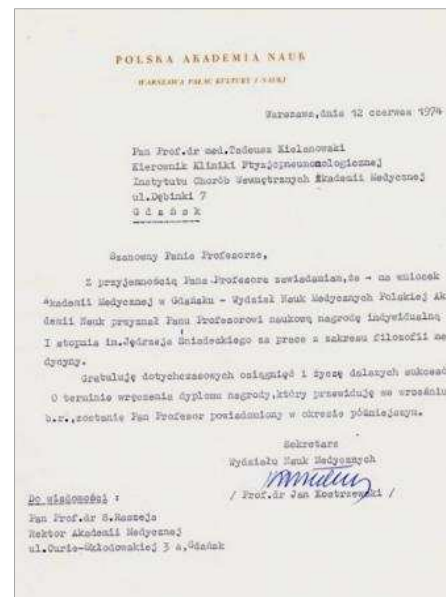 POLSKA AKADEMIA NAUK
WARSZAWA PAŁAC KULTURY I NAUKI
Warszawa,dnia 12 czerwca 1974
Pan Prof.dr med.Tadeusz Kielanowski
Kierownik Kliniki Ftyzjopneumonologicznej
Instytutu Chorób Wewnętrznych Akademii Medycznej
ul.Dębinki 7
G d a ń s k
Szanowny Panie Profesorze,
Z przyjemnością Pana Profesora zawiadamiam,że – na wniosek
Akademii Medycznej w Gdańsku – Wydział Nauk Medycznych Polskiej Ak
demii Nauk przyznał Panu Profesorowi naukową nagrodę indywidualną
I stopnia im.Jędrzeja Śniadeckiego za prace z zakresu filozofii me
dycyny.
Gratuluję dotychczasowych osiągnięć i życzę dalszych sukces
O terminie wręczenia dyplomu nagrody,który przewiduję we wrześniu
b.r.,zostanie Pan Profesor powiadomiony w okresie późniejszym.
Sekretarz
Wydziału Nauk Medycznych
/ Prof.dr Jan Kostrzewski /
Do wiadomości :
Pan Prof.dr S.Raszeja
Rektor Akademii Medycznej
ul.Curie-Skłodowskiej 3 a,Gdańsk